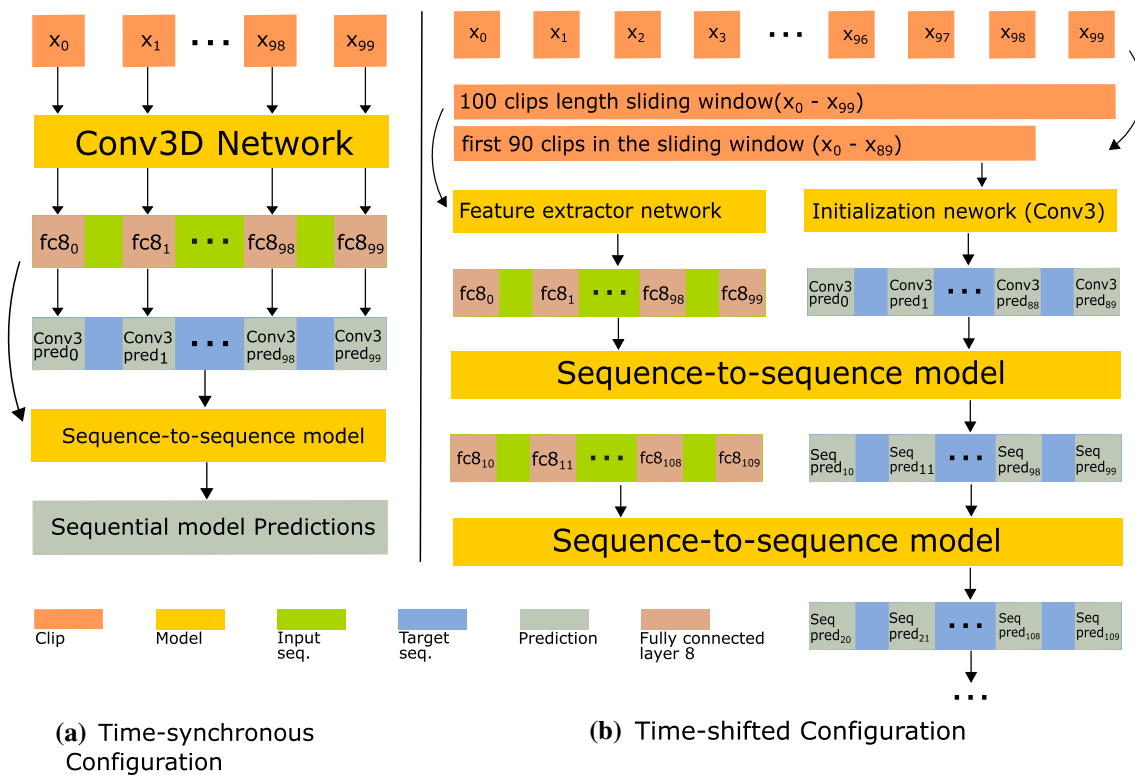 x0 x1 ... x98 x99
Conv3D Network
fc80 fc81 ... fc898 fc899
Conv3 pred0 Conv3 pred1 ... Conv3 pred98 Conv3 pred99
Sequence-to-sequence model
Sequential model Predictions
x0 x1 x2 x3 ... x96 x97 x98 x99
100 clips length sliding window(x0 - x99)
first 90 clips in the sliding window (x0 - x89)
Feature extractor network
Initialization nework (Conv3)
fc80 fc81 ... fc898 fc899
Conv3 pred0 Conv3 pred1 ... Conv3 pred88 Conv3 pred89
Sequence-to-sequence model
fc810 fc811 ... fc8108 fc8109
Seq pred10 Seq pred11 ... Seq pred98 Seq pred99
Sequence-to-sequence model
Seq pred20 Seq pred21 ... Seq pred108 Seq pred109
...
Clip
Model
Input
seq.
Target
seq.
Prediction
Fully connected
layer 8
(a) Time-synchronous
Configuration
(b) Time-shifted Configuration